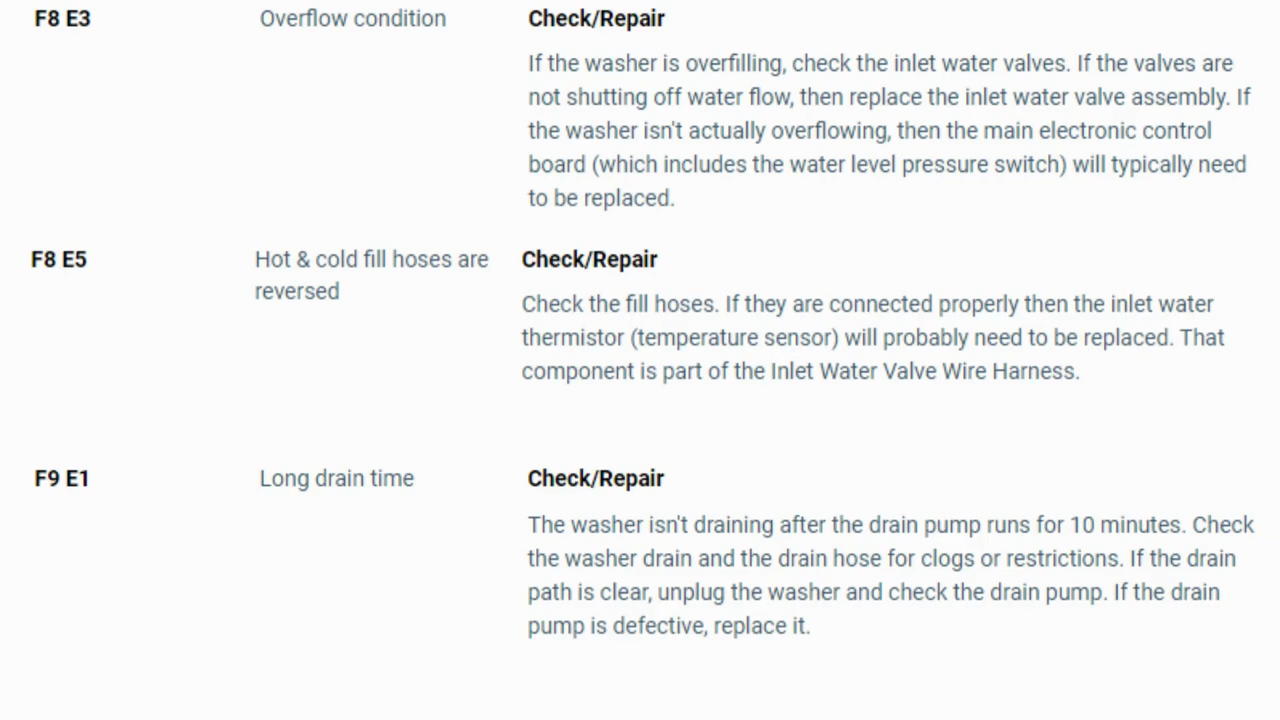 F8 E3 Overflow condition Check/Repair
If the washer is overfilling, check the inlet water valves. If the valves are
not shutting off water flow, then replace the inlet water valve assembly. If
the washer isn't actually overflowing, then the main electronic control
board (which includes the water level pressure switch) will typically need
to be replaced.
F8 E5 Hot & cold fill hoses are Check/Repair
reversed
Check the fill hoses. If they are connected properly then the inlet water
thermistor (temperature sensor) will probably need to be replaced. That
component is part of the Inlet Water Valve Wire Harness.
F9 E1 Long drain time Check/Repair
The washer isn't draining after the drain pump runs for 10 minutes. Check
the washer drain and the drain hose for clogs or restrictions. If the drain
path is clear, unplug the washer and check the drain pump. If the drain
pump is defective, replace it.